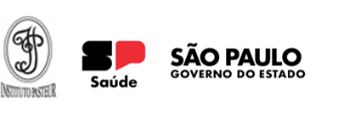 INSTITUTO PASTEUR
SP
Saúde
SÃO PAULO
GOVERNO DO ESTADO